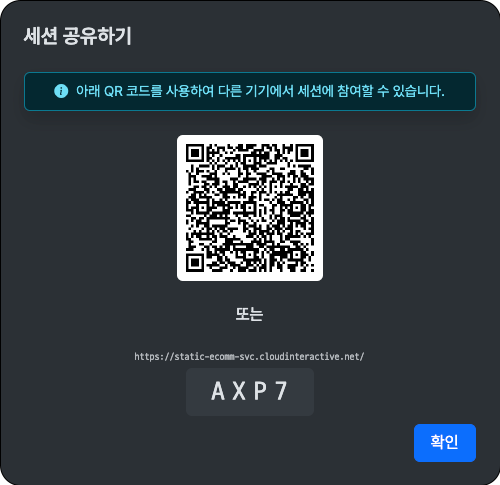 세션 공유하기
아래 QR 코드를 사용하여 다른 기기에서 세션에 참여할 수 있습니다.
또는
https://static-ecomm-svc.cloudinteractive.net/
AXP7
확인